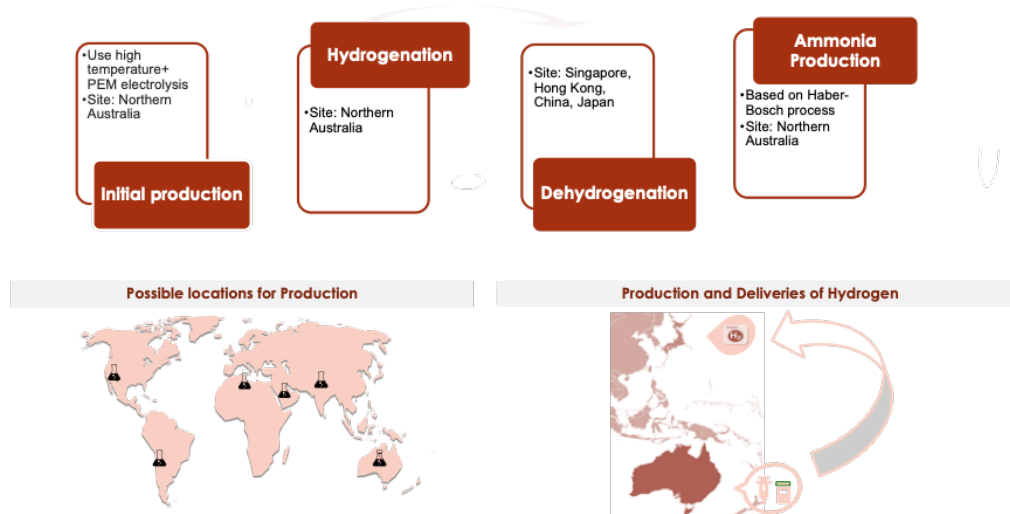 •Use high
temperature+
PEM electrolysis
•Site: Northern
Australia
Initial production
Hydrogenation
•Site: Northern
Australia
•Site: Singapore,
Hong Kong,
China, Japan
Dehydrogenation
Ammonia
Production
•Based on Haber-
Bosch process
•Site: Northern
Australia
Possible locations for Production
Production and Deliveries of Hydrogen
H₂